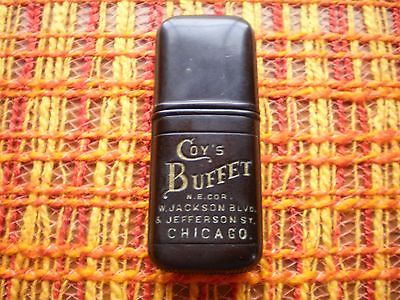 COY'S
BUFFET
N.E. COR.
W. JACKSON BLVD.
& JEFFERSON ST.
CHICAGO.